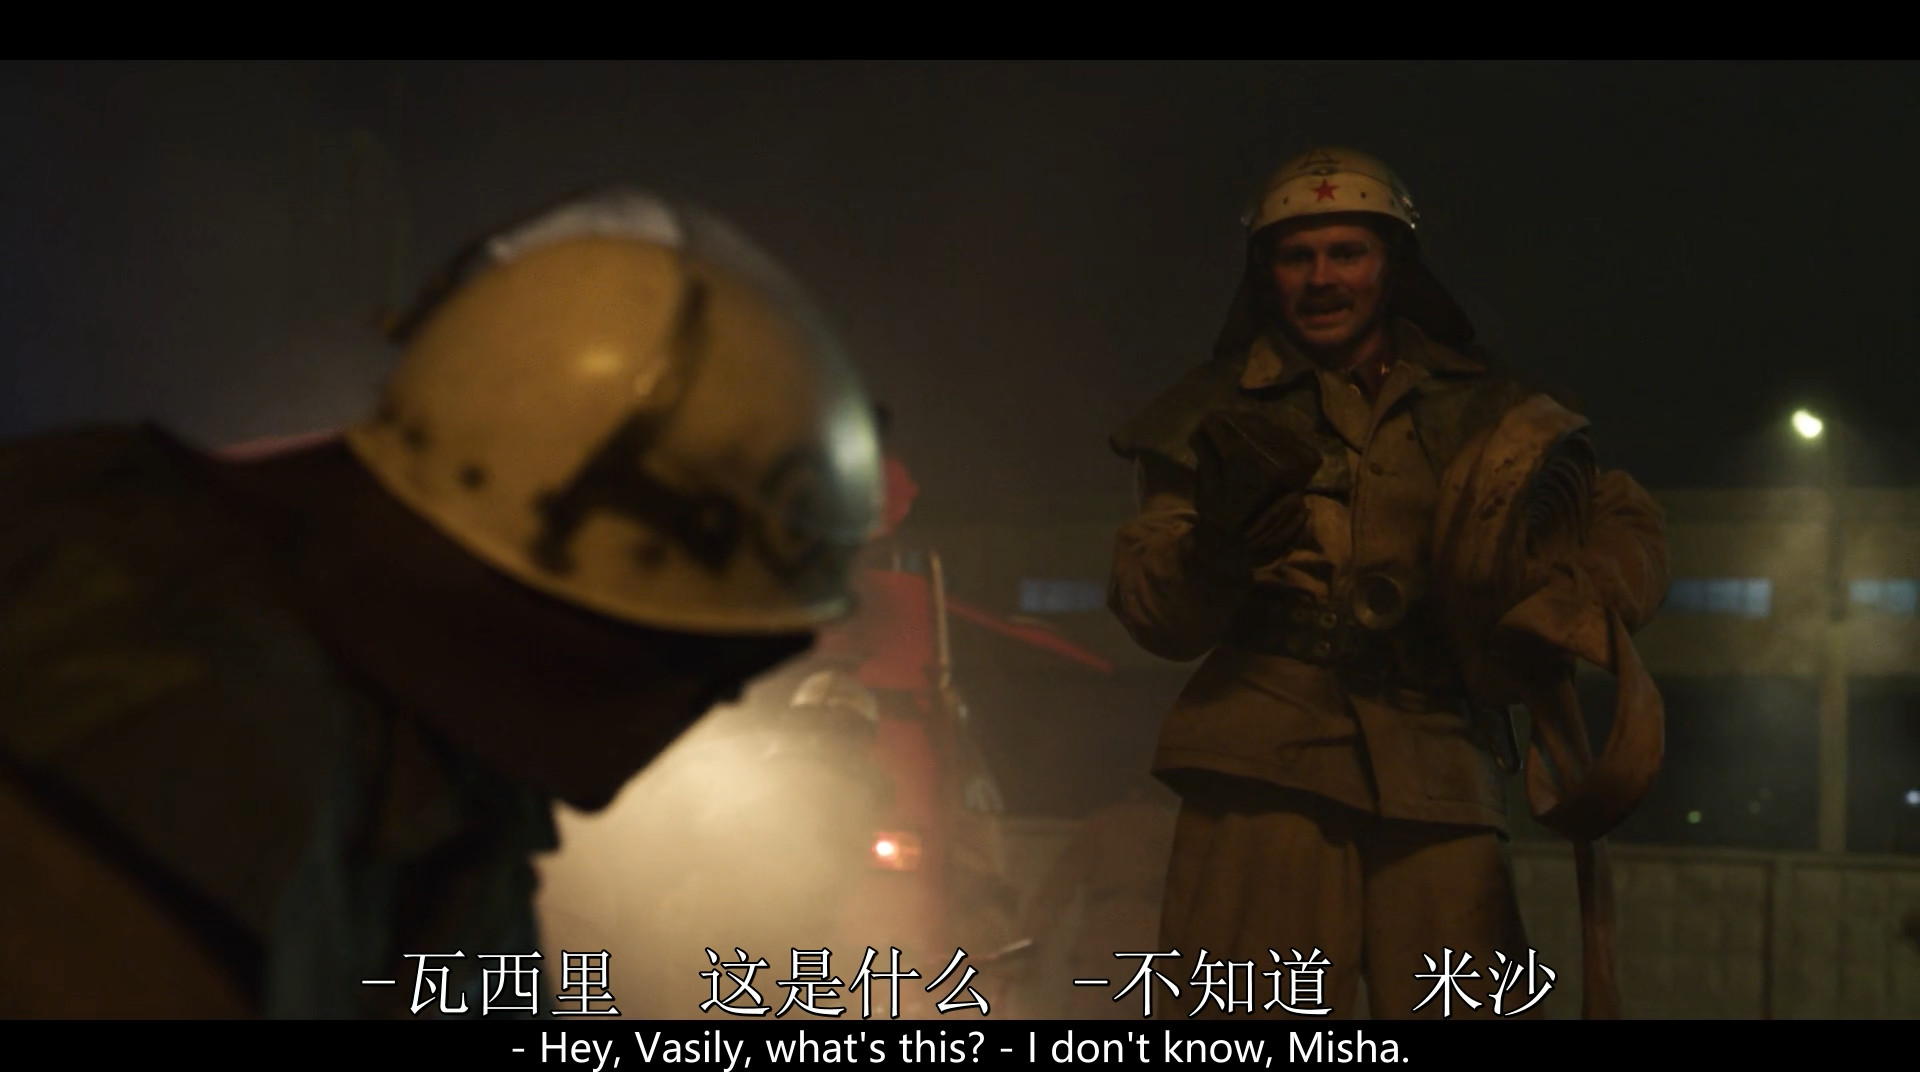 -瓦西里　这是什么　-不知道　米沙
- Hey, Vasily, what's this? - I don't know, Misha.